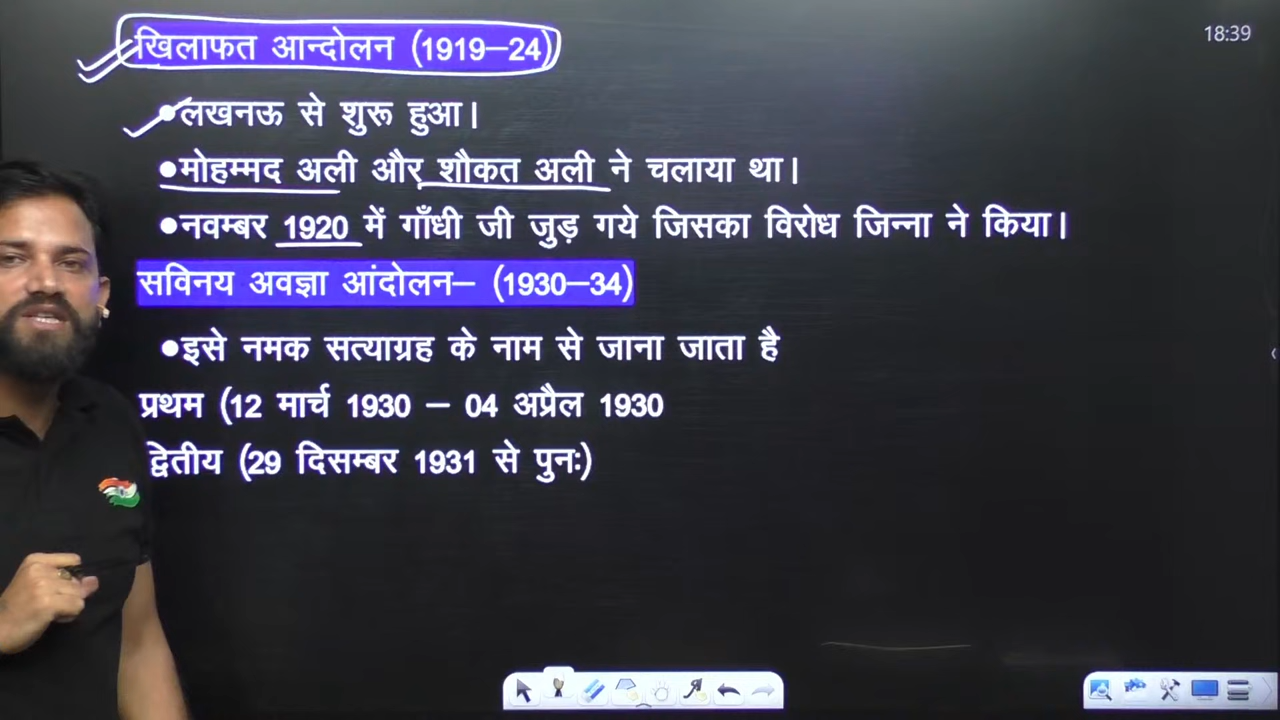 18:39
खिलाफत आन्दोलन (1919–24)
•लखनऊ से शुरू हुआ।
•मोहम्मद अली और शौकत अली ने चलाया था।
•नवम्बर 1920 में गाँधी जी जुड़ गये जिसका विरोध जिन्ना ने किया।
सविनय अवज्ञा आंदोलन– (1930–34)
•इसे नमक सत्याग्रह के नाम से जाना जाता है
प्रथम (12 मार्च 1930 – 04 अप्रैल 1930
द्वितीय (29 दिसम्बर 1931 से पुनः)